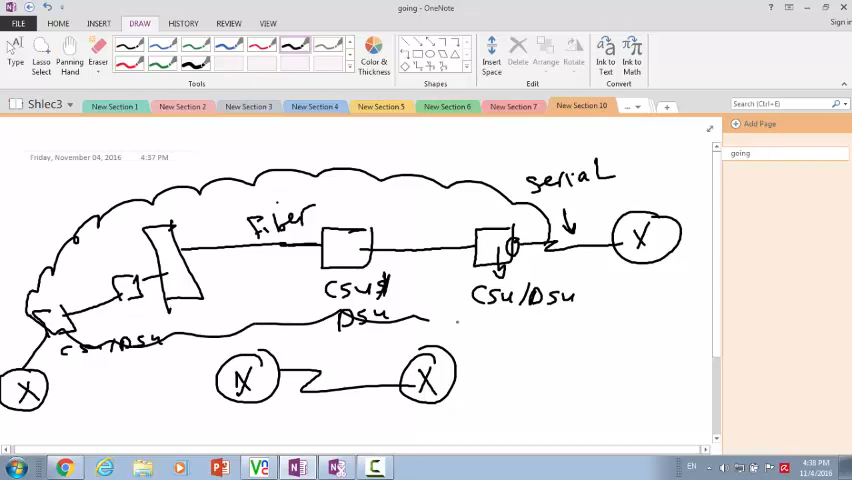 going - OneNote
?
Sign in
FILE HOME INSERT DRAW HISTORY REVIEW VIEW
Type
Lasso Select
Panning Hand
Eraser
Color & Thickness
Insert Space
Delete
Arrange
Rotate
Ink to Text
Ink to Math
Tools
Shapes
Edit
Convert
Shlec3
New Section 1
New Section 2
New Section 3
New Section 4
New Section 5
New Section 6
New Section 7
New Section 10
...
+
Search (Ctrl+E)
Add Page
going
Friday, November 04, 2016 4:37 PM
serial
Fiber
X
csu/
Dsu
csu/Dsu
csu/Dsu
X
X
X
EN
4:38 PM
11/4/2016